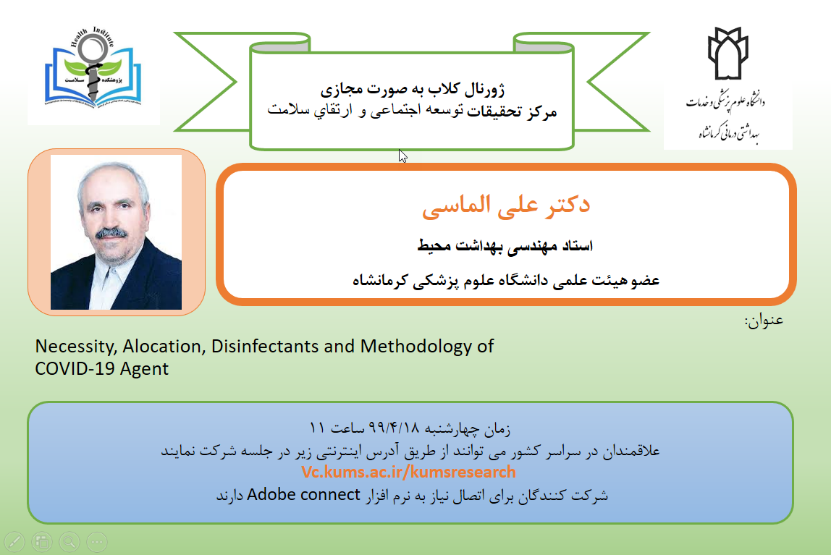 Health Institute
پژوهشکده سلامت
ژورنال کلاب به صورت مجازی
مرکز تحقیقات توسعه اجتماعی و ارتقاي سلامت
دانشگاه علوم پزشکی و خدمات
بهداشتی درمانی کرمانشاه
دکتر علی الماسی
استاد مهندسی بهداشت محیط
عضو هیئت علمی دانشگاه علوم پزشکی کرمانشاه
عنوان:
Necessity, Alocation, Disinfectants and Methodology of
COVID-19 Agent
زمان چهارشنبه ۹۹/۴/۱۸ ساعت ۱۱
علاقمندان در سراسر کشور می توانند از طریق آدرس اینترنتی زیر در جلسه شرکت نمایند
Vc.kums.ac.ir/kumsresearch
شرکت کنندگان برای اتصال نیاز به نرم افزار Adobe connect دارند